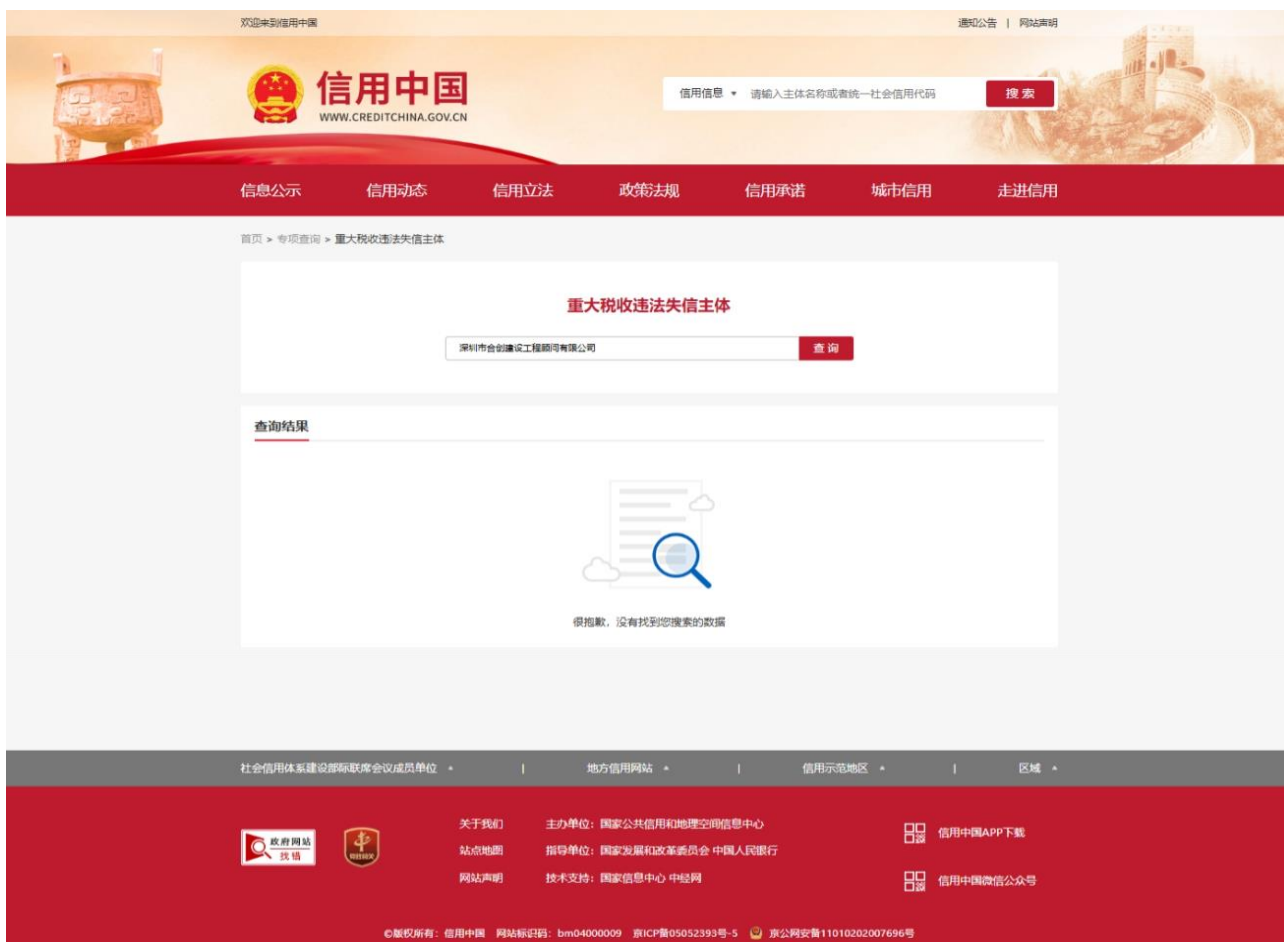 欢迎来到信用中国
通知公告 | 网站声明
信用中国
WWW.CREDITCHINA.GOV.CN
信用信息 请输入主体名称或者统一社会信用代码 搜索
信息公示 信用动态 信用立法 政策法规 信用承诺 城市信用 走进信用
首页 > 专项查询 > 重大税收违法失信主体
重大税收违法失信主体
深圳市合创建设工程顾问有限公司 查询
查询结果
很抱歉，没有找到您搜索的数据
社会信用体系建设部际联席会议成员单位 | 地方信用网站 | 信用示范地区 | 区域
政府网站
找错
关于我们 主办单位：国家公共信用和地理空间信息中心
站点地图 指导单位：国家发展和改革委员会 中国人民银行
网站声明 技术支持：国家信息中心 中经网
信用中国APP下载
信用中国微信公众号
©版权所有：信用中国 网站标识码：bm04000009 京ICP备05052393号-5 京公网安备11010202007696号